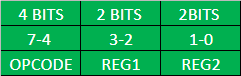 4 BITS 2 BITS 2BITS
7-4 3-2 1-0
OPCODE REG1 REG2